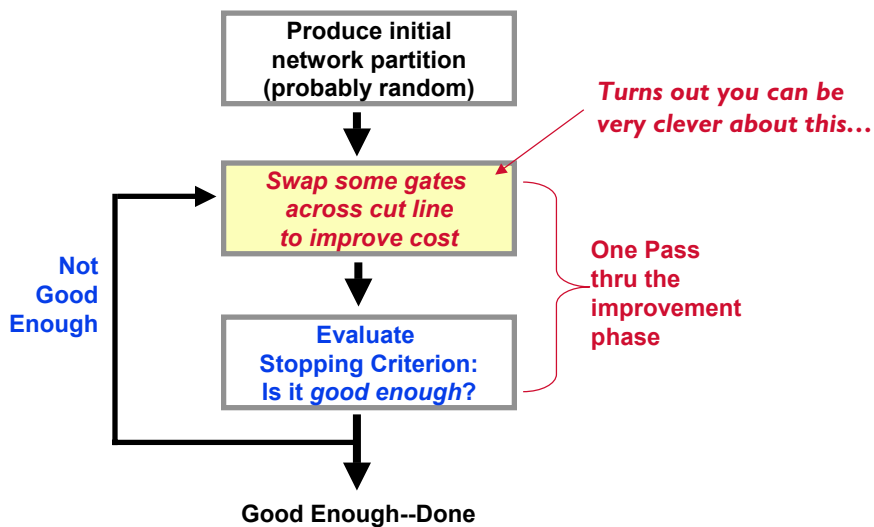 Produce initial
network partition
(probably random)
Turns out you can be
very clever about this…
Swap some gates
across cut line
to improve cost
Not
Good
Enough
One Pass
thru the
improvement
phase
Evaluate
Stopping Criterion:
Is it good enough?
Good Enough--Done